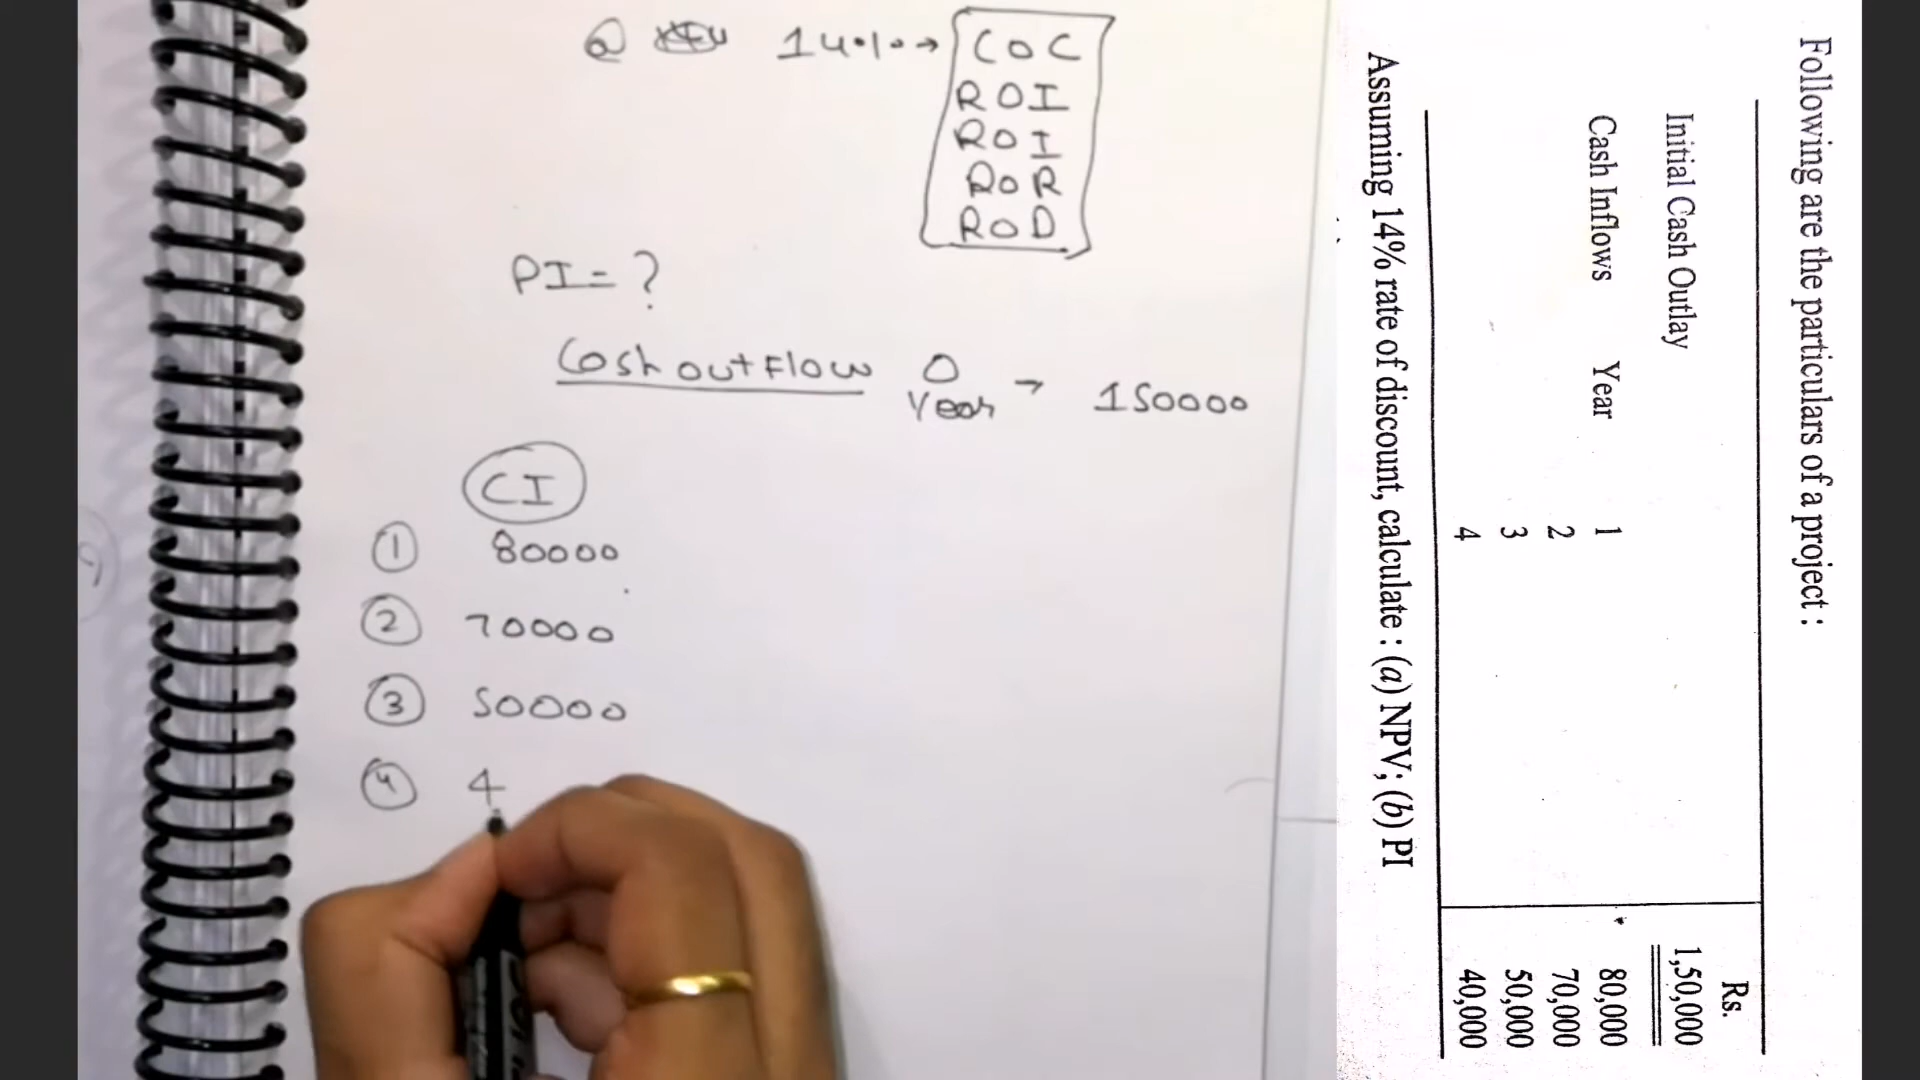 14% → COC
ROI
ROI
ROR
ROD
PI = ?
Cash outflow 0 Year → 150000
CI
① 80000
② 70000
③ 50000
④ 4
Following are the particulars of a project :
Rs.
Initial Cash Outlay 1,50,000
Cash Inflows Year 1 80,000
2 70,000
3 50,000
4 40,000
Assuming 14% rate of discount, calculate : (a) NPV; (b) PI